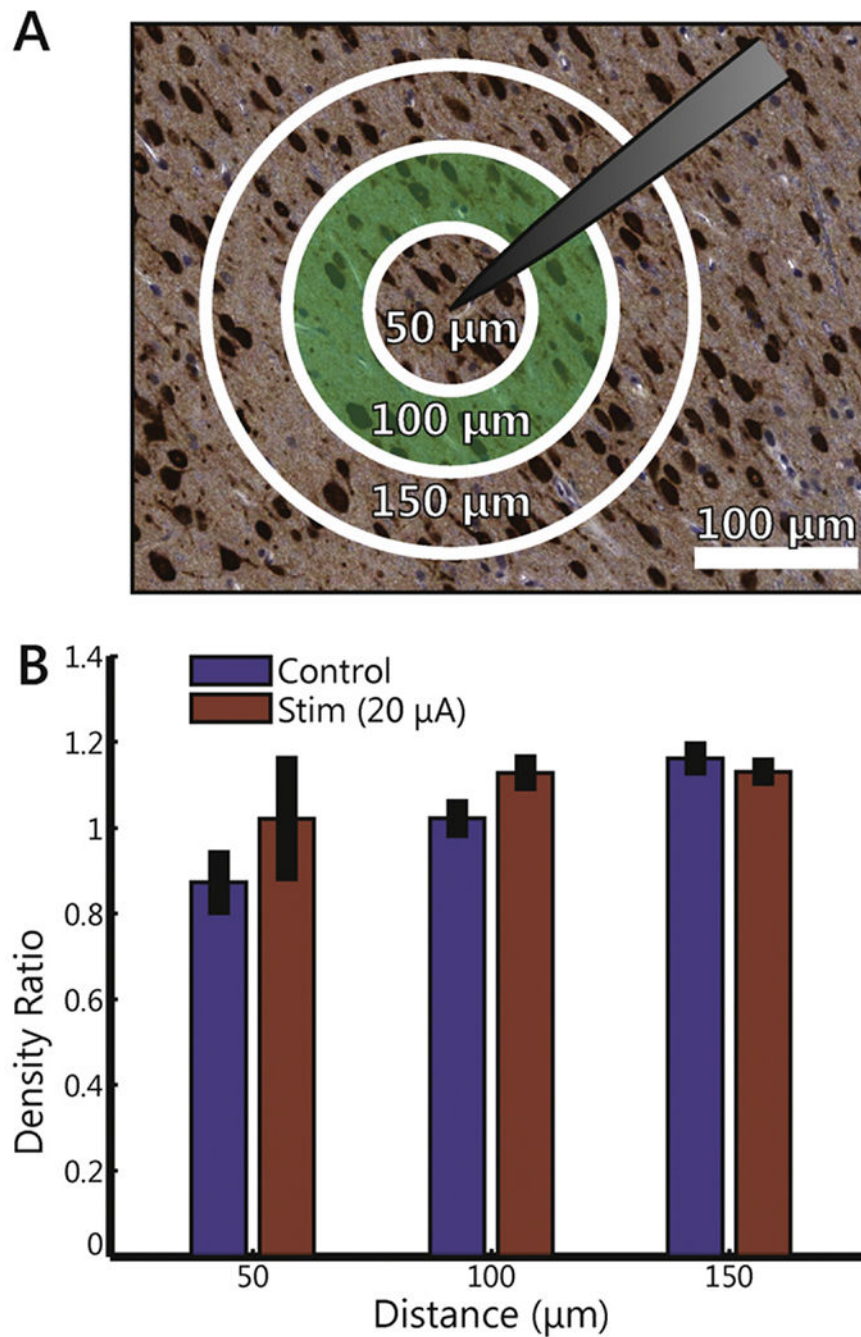 A
50 μm
100 μm
150 μm
100 μm
B
Control
Stim (20 μA)
1.4
1.2
1
0.8
0.6
0.4
0.2
0
Density Ratio
50 100 150
Distance (μm)